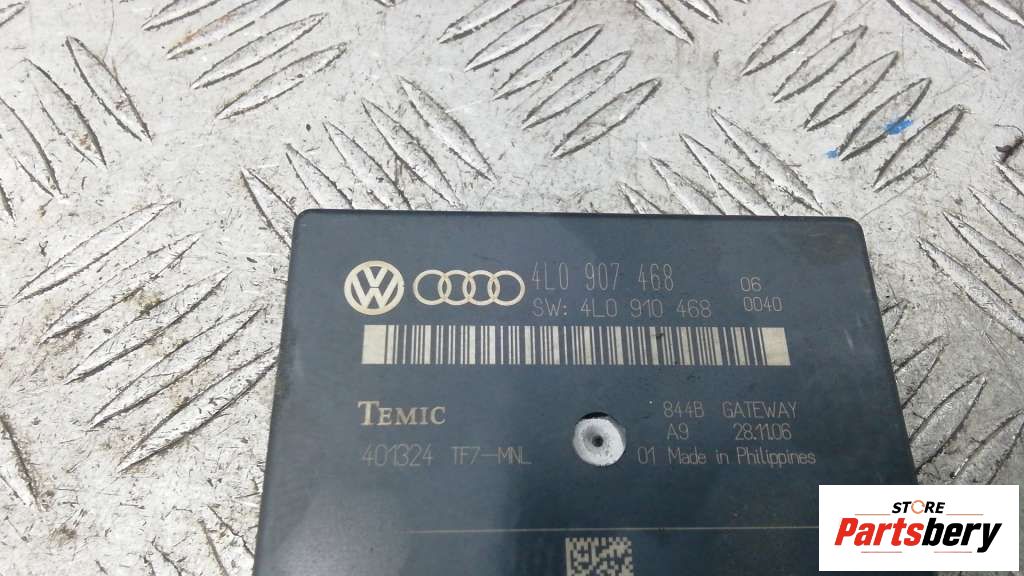 4L0 907 468 06
SW: 4L0 910 468 0040
TEMIC 844B GATEWAY
A9 28.11.06
401324 TF7-MNL 01 Made in Philippines
STORE
Partsbery